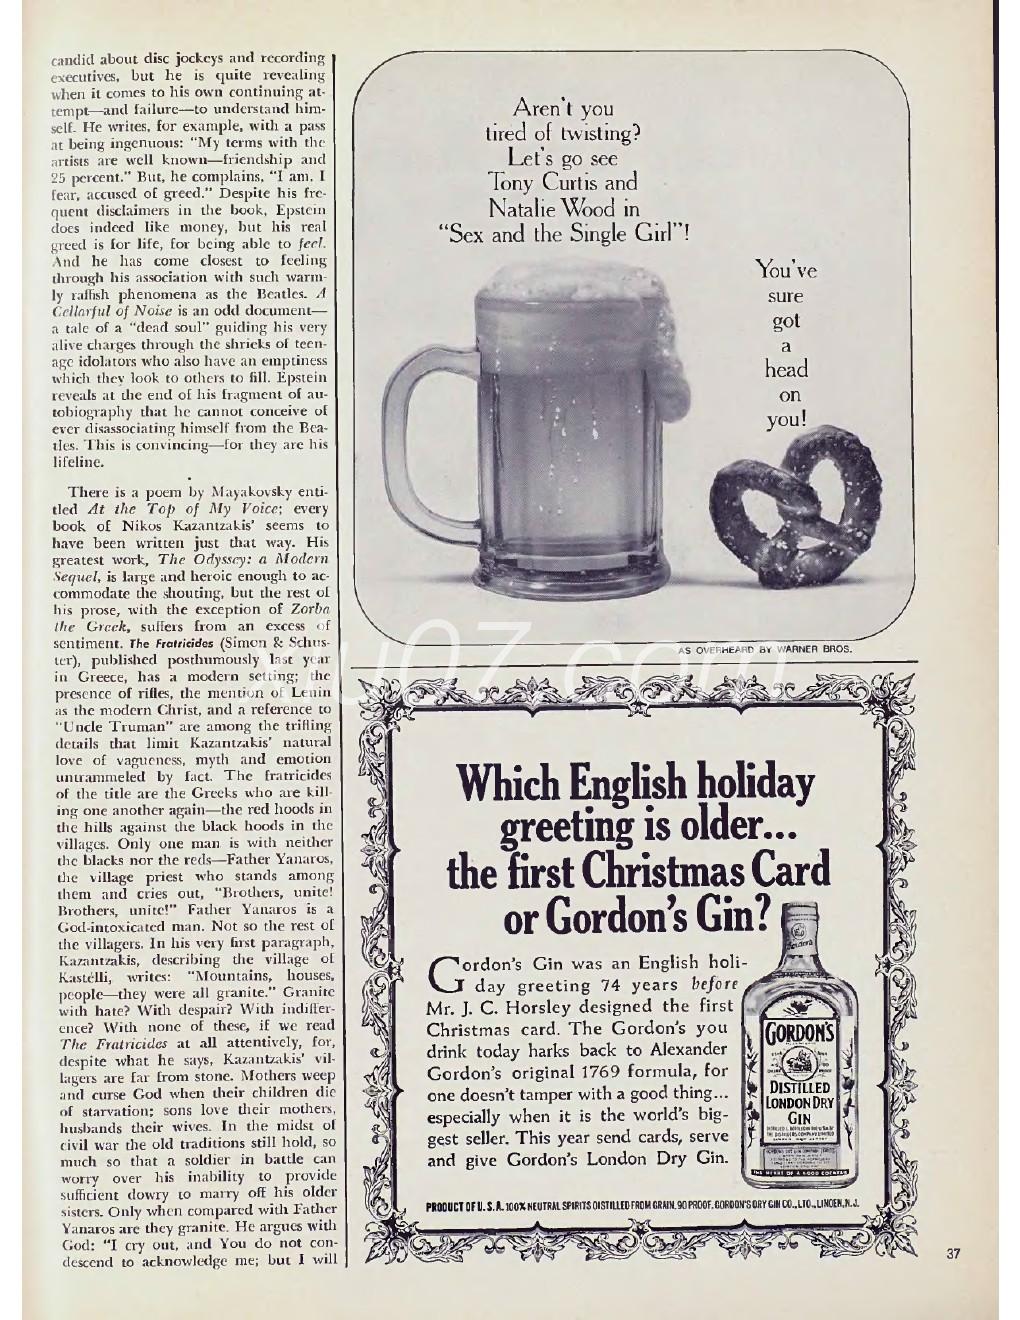 candid about disc jockeys and recording
executives, but he is quite revealing
when it comes to his own continuing at-
tempt—and failure—to understand him-
self. He writes, for example, with a pass
at being ingenuous: "My terms with the
artists are well known—friendship and
25 percent." But, he complains, "I am, I
fear, accused of greed." Despite his fre-
quent disclaimers in the book, Epstein
does indeed like money, but his real
greed is for life, for being able to feel.
And he has come closest to feeling
through his association with such warm-
ly raffish phenomena as the Beatles. A
Cellarful of Noise is an odd document—
a tale of a "dead soul" guiding his very
alive charges through the shrieks of teen-
age idolators who also have an emptiness
which they look to others to fill. Epstein
reveals at the end of his fragment of au-
tobiography that he cannot conceive of
ever disassociating himself from the Bea-
tles. This is convincing—for they are his
lifeline.
There is a poem by Mayakovsky enti-
tled At the Top of My Voice; every
book of Nikos Kazantzakis' seems to
have been written just that way. His
greatest work, The Odyssey: a Modern
Sequel, is large and heroic enough to ac-
commodate the shouting, but the rest of
his prose, with the exception of Zorba
the Greek, suffers from an excess of
sentiment. The Fratricides (Simon & Schus-
ter), published posthumously last year
in Greece, has a modern setting; the
presence of rifles, the mention of Lenin
as the modern Christ, and a reference to
"Uncle Truman" are among the trifling
details that limit Kazantzakis' natural
love of vagueness, myth and emotion
untrammeled by fact. The fratricides
of the title are the Greeks who are kill-
ing one another again—the red hoods in
the hills against the black hoods in the
villages. Only one man is with neither
the blacks nor the reds—Father Yanaros,
the village priest who stands among
them and cries out, "Brothers, unite!
Brothers, unite!" Father Yanaros is a
God-intoxicated man. Not so the rest of
the villagers. In his very first paragraph,
Kazantzakis, describing the village of
Kastélli, writes: "Mountains, houses,
people—they were all granite." Granite
with hate? With despair? With indiffer-
ence? With none of these, if we read
The Fratricides at all attentively, for,
despite what he says, Kazantzakis' vil-
lagers are far from stone. Mothers weep
and curse God when their children die
of starvation; sons love their mothers,
husbands their wives. In the midst of
civil war the old traditions still hold, so
much so that a soldier in battle can
worry over his inability to provide
sufficient dowry to marry off his older
sisters. Only when compared with Father
Yanaros are they granite. He argues with
God: "I cry out, and You do not con-
descend to acknowledge me; but I will
Aren't you
tired of twisting?
Let's go see
Tony Curtis and
Natalie Wood in
"Sex and the Single Girl"!
You've
sure
got
a
head
on
you!
AS OVERHEARD BY WARNER BROS.
Which English holiday
greeting is older...
the first Christmas Card
or Gordon's Gin?
Gordon's Gin was an English holi-
day greeting 74 years before
Mr. J. C. Horsley designed the first
Christmas card. The Gordon's you
drink today harks back to Alexander
Gordon's original 1769 formula, for
one doesn't tamper with a good thing...
especially when it is the world's big-
gest seller. This year send cards, serve
and give Gordon's London Dry Gin.
GORDON'S
DISTILLED
LONDON DRY
GIN
THE HEART OF A GOOD COCKTAIL
PRODUCT OF U.S.A. 100% NEUTRAL SPIRITS DISTILLED FROM GRAIN. 90 PROOF. GORDON'S DRY GIN CO., LTD., LINDEN, N.J.
37